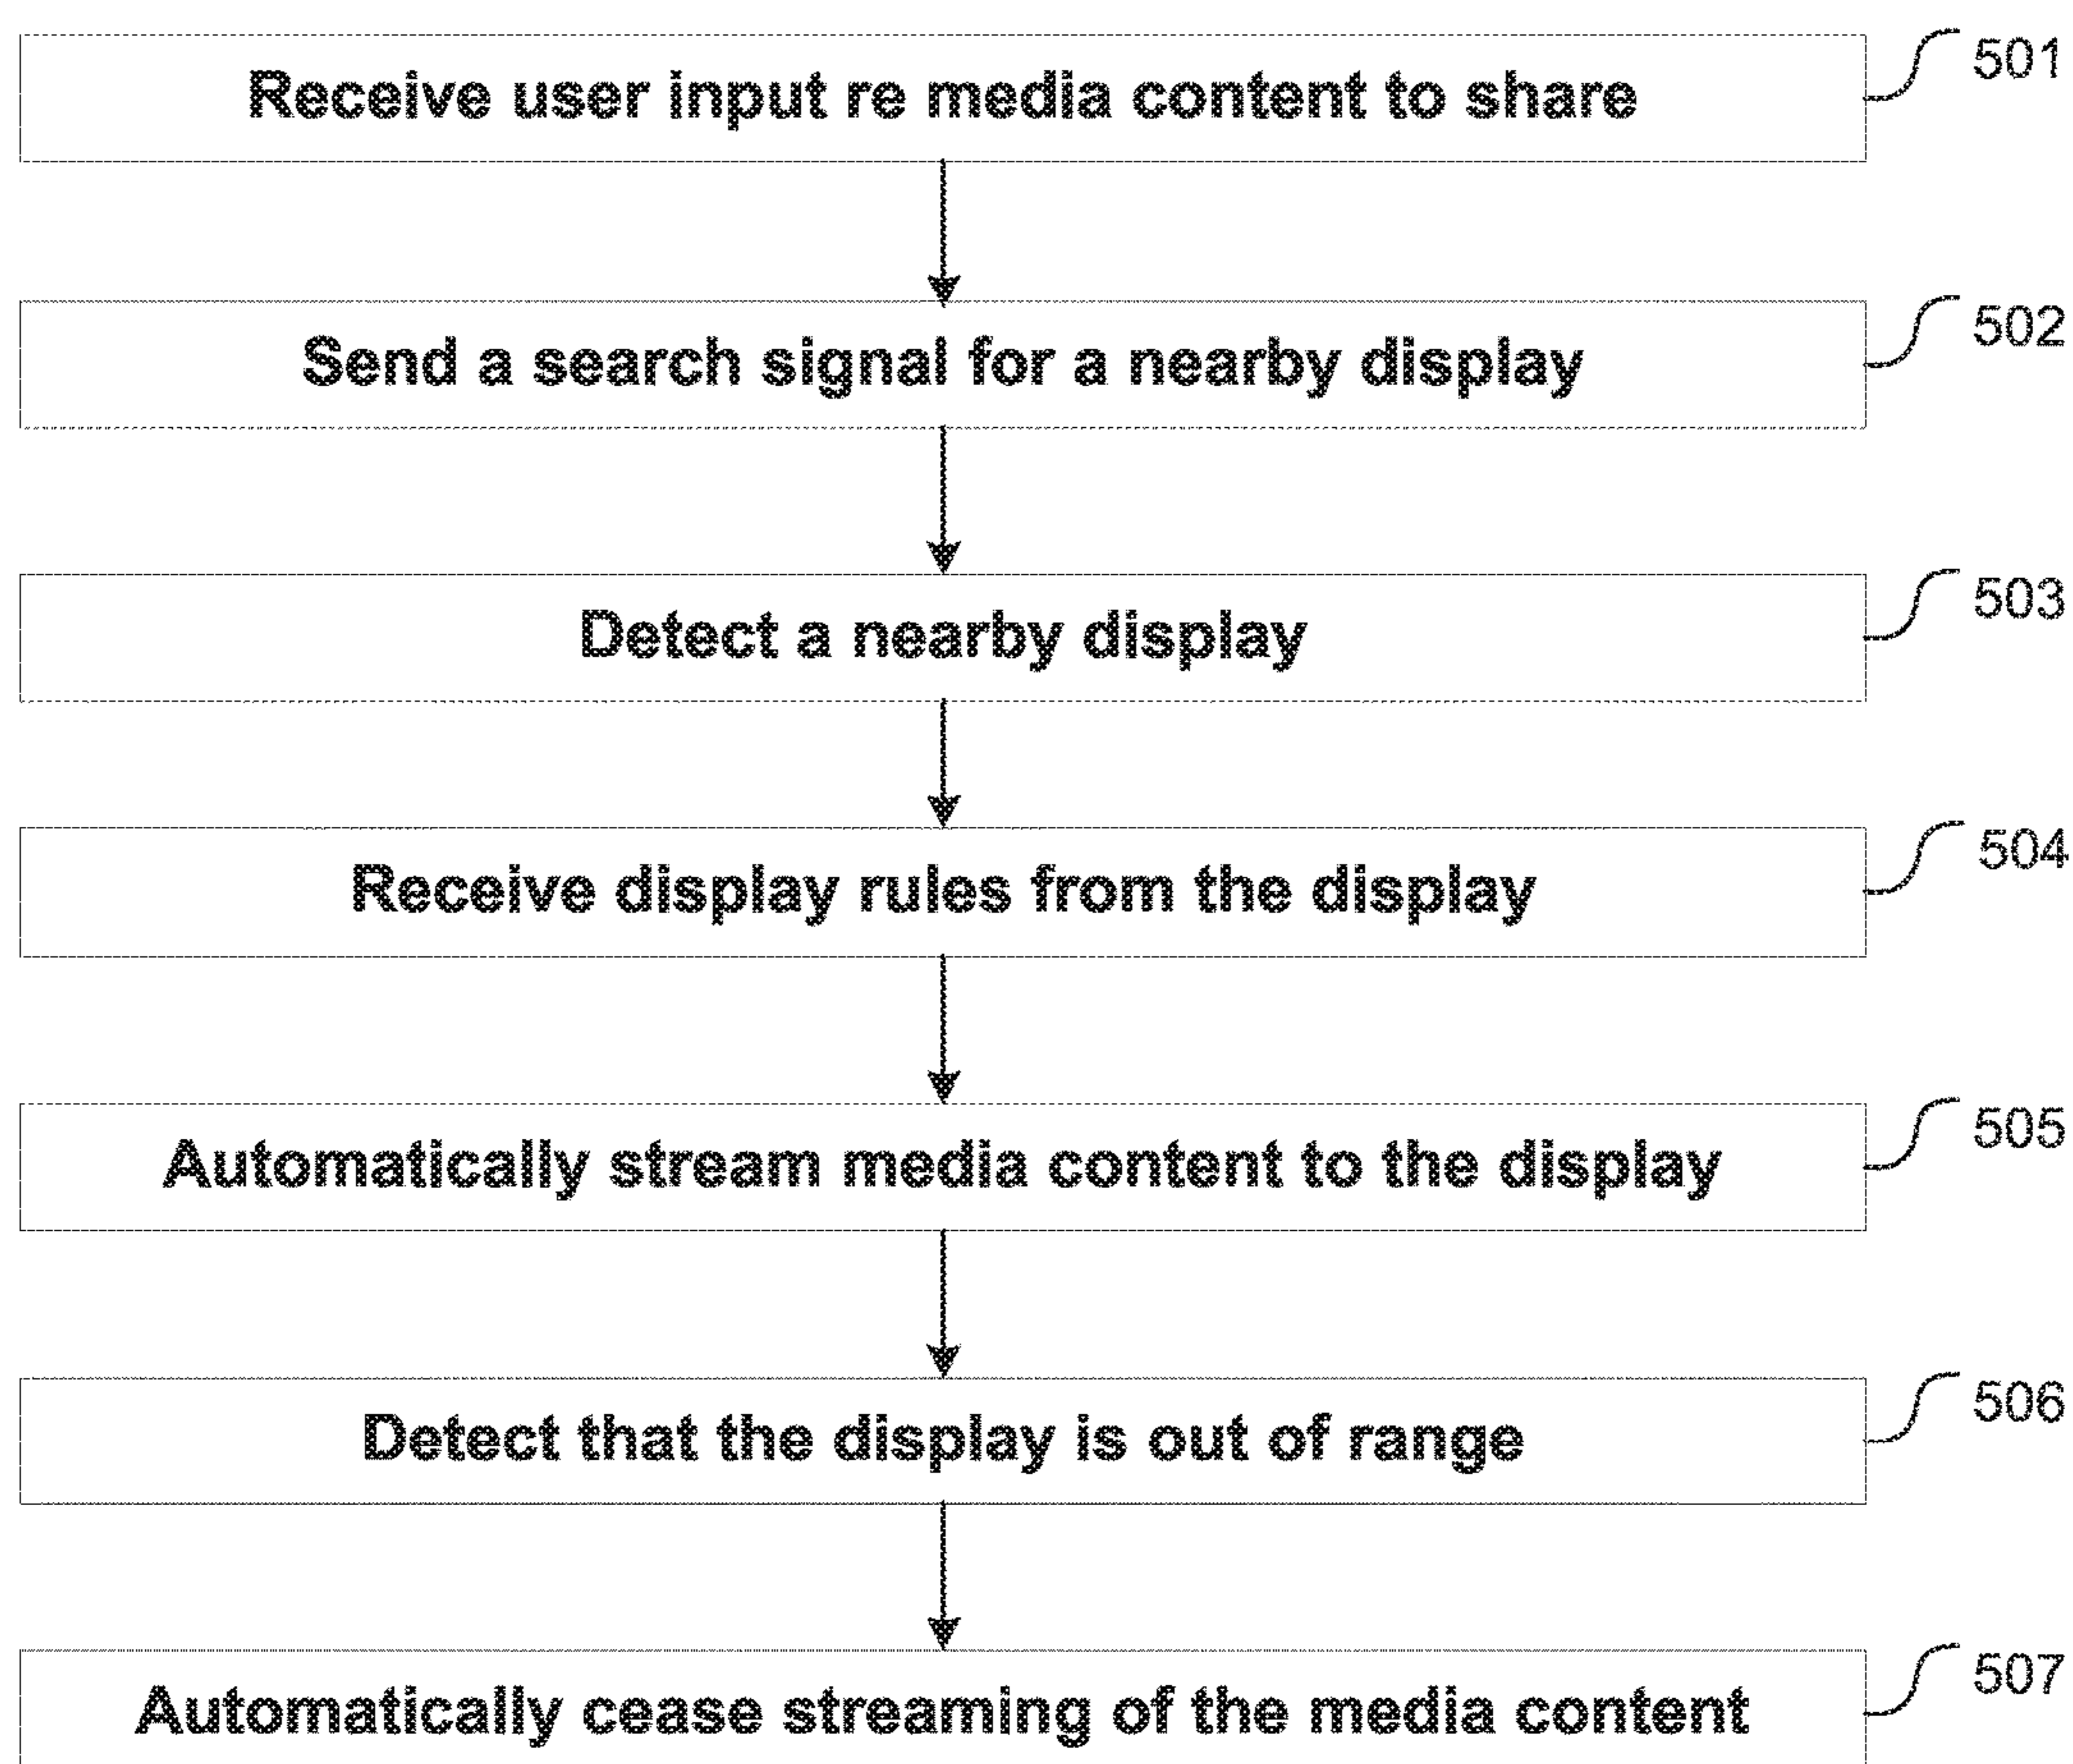 Receive user input re media content to share
501
Send a search signal for a nearby display
502
Detect a nearby display
503
Receive display rules from the display
504
Automatically stream media content to the display
505
Detect that the display is out of range
506
Automatically cease streaming of the media content
507